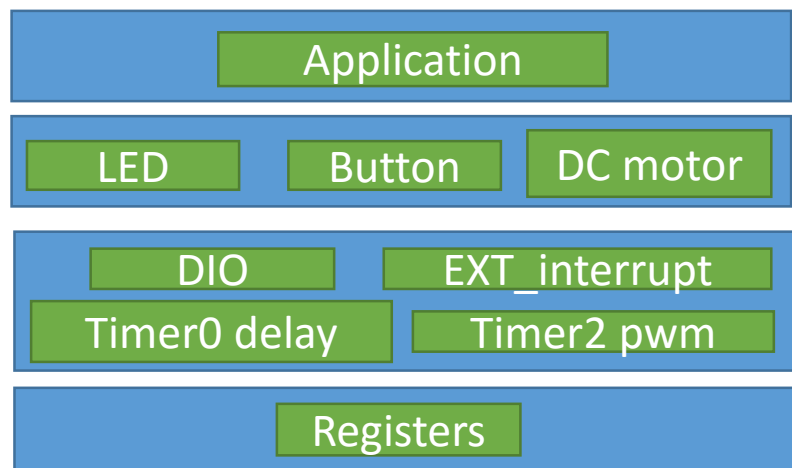 Application
LED
Button
DC motor
DIO
EXT_interrupt
Timer0 delay
Timer2 pwm
Registers